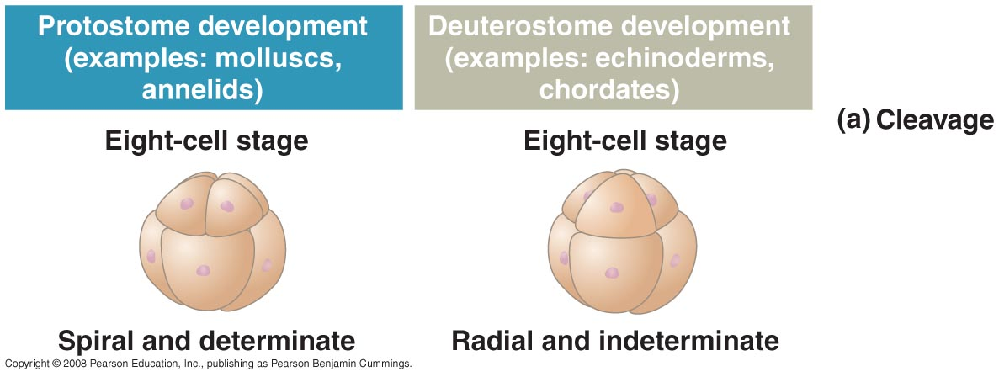 Protostome development
(examples: molluscs,
annelids)
Deuterostome development
(examples: echinoderms,
chordates)
(a) Cleavage
Eight-cell stage
Eight-cell stage
Spiral and determinate
Radial and indeterminate
Copyright © 2008 Pearson Education, Inc., publishing as Pearson Benjamin Cummings.